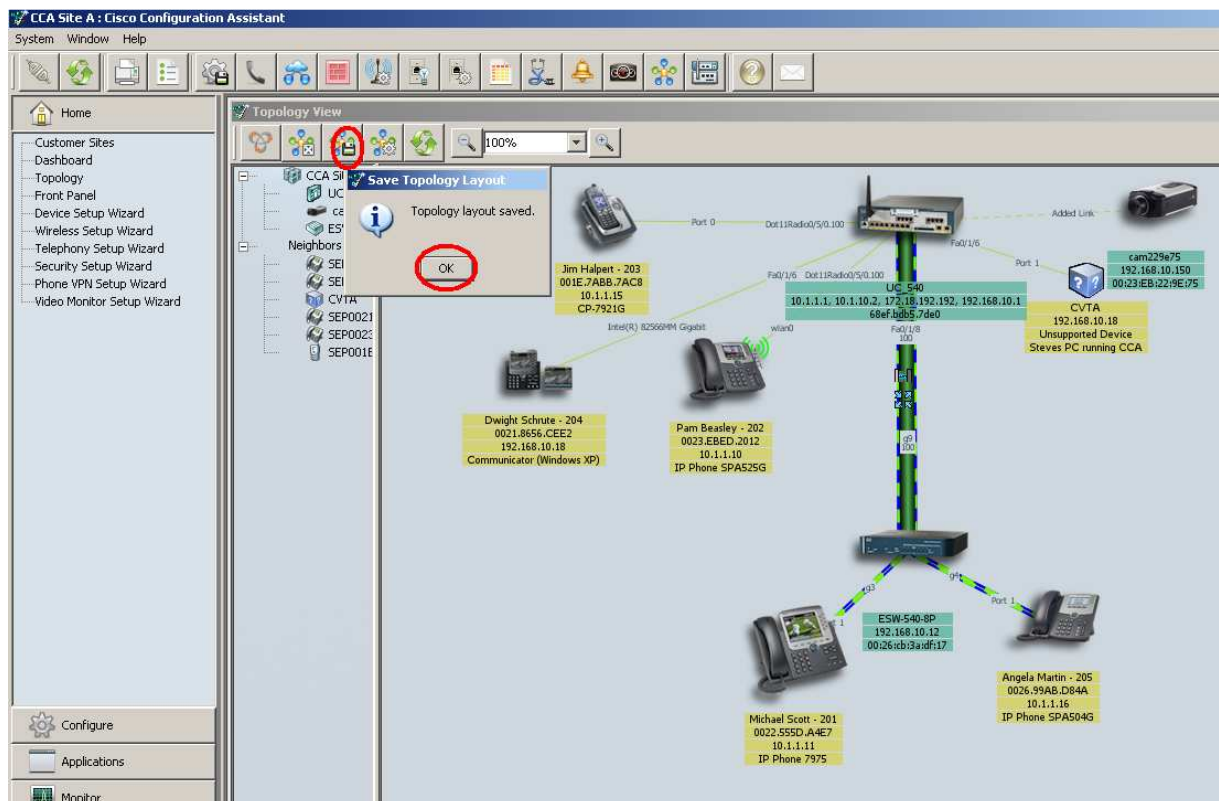 CCA Site A : Cisco Configuration Assistant
System Window Help
Home
Customer Sites
Dashboard
Topology
Front Panel
Device Setup Wizard
Wireless Setup Wizard
Telephony Setup Wizard
Security Setup Wizard
Phone VPN Setup Wizard
Video Monitor Setup Wizard
Configure
Applications
Monitor
Topology View
100%
CCA Si
UC
ca
ES
Neighbors
SEI
SEI
CVTA
SEP0021
SEP0023
SEP001E
Save Topology Layout
Topology layout saved.
OK
Port 0
Dot11Radio0/5/0.100
Added Link
Jim Halpert - 203
001E.7ABB.7AC8
10.1.1.15
CP-7921G
Fa0/1/6
Port 1
cam229e75
192.168.10.150
00:23:EB:22:9E:75
Fa0/1/6 Dot11Radio0/5/0.100
UC_540
10.1.1.1, 10.1.10.2, 172.18.192.192, 192.168.10.1
68ef.bdb5.7de0
CVTA
192.168.10.18
Unsupported Device
Steves PC running CCA
Intel(R) 82566MM Gigabit
wlan0
Fa0/1/8
100
Dwight Schrute - 204
0021.8656.CEE2
192.168.10.18
Communicator (Windows XP)
Pam Beasley - 202
0023.EBED.2012
10.1.1.10
IP Phone SPA525G
g9
100
g3
g4
Port 1
ESW-540-8P
192.168.10.12
00:26:cb:3a:df:17
Michael Scott - 201
0022.555D.A4E7
10.1.1.11
IP Phone 7975
Angela Martin - 205
0026.99AB.D84A
10.1.1.16
IP Phone SPA504G